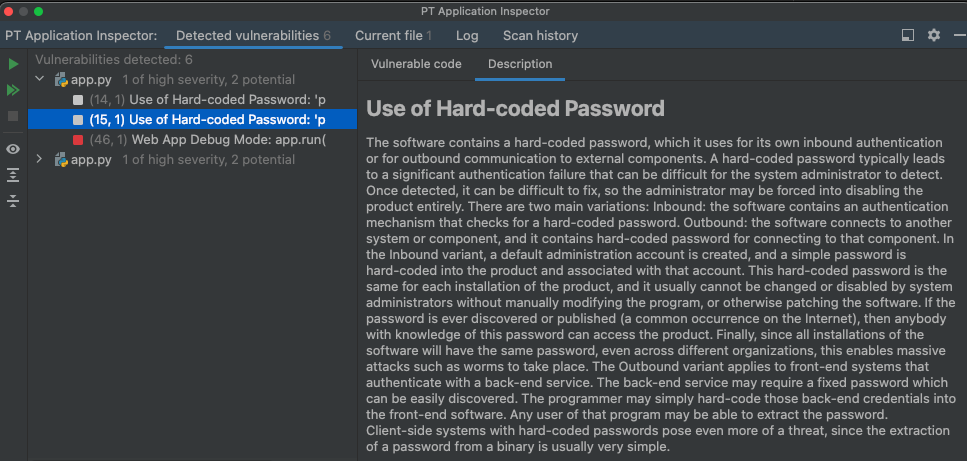 PT Application Inspector
PT Application Inspector: Detected vulnerabilities 6 Current file 1 Log Scan history
Vulnerabilities detected: 6
app.py 1 of high severity, 2 potential
(14, 1) Use of Hard-coded Password: 'p
(15, 1) Use of Hard-coded Password: 'p
(46, 1) Web App Debug Mode: app.run(
app.py 1 of high severity, 2 potential
Vulnerable code Description
Use of Hard-coded Password
The software contains a hard-coded password, which it uses for its own inbound authentication
or for outbound communication to external components. A hard-coded password typically leads
to a significant authentication failure that can be difficult for the system administrator to detect.
Once detected, it can be difficult to fix, so the administrator may be forced into disabling the
product entirely. There are two main variations: Inbound: the software contains an authentication
mechanism that checks for a hard-coded password. Outbound: the software connects to another
system or component, and it contains hard-coded password for connecting to that component. In
the Inbound variant, a default administration account is created, and a simple password is
hard-coded into the product and associated with that account. This hard-coded password is the
same for each installation of the product, and it usually cannot be changed or disabled by system
administrators without manually modifying the program, or otherwise patching the software. If the
password is ever discovered or published (a common occurrence on the Internet), then anybody
with knowledge of this password can access the product. Finally, since all installations of the
software will have the same password, even across different organizations, this enables massive
attacks such as worms to take place. The Outbound variant applies to front-end systems that
authenticate with a back-end service. The back-end service may require a fixed password which
can be easily discovered. The programmer may simply hard-code those back-end credentials into
the front-end software. Any user of that program may be able to extract the password.
Client-side systems with hard-coded passwords pose even more of a threat, since the extraction
of a password from a binary is usually very simple.